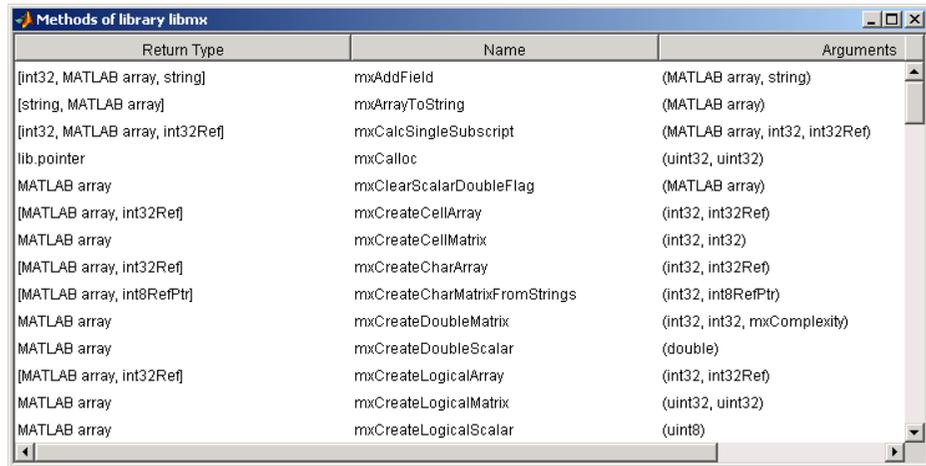 Methods of library libmx
Return Type Name Arguments
[int32, MATLAB array, string] mxAddField (MATLAB array, string)
[string, MATLAB array] mxArrayToString (MATLAB array)
[int32, MATLAB array, int32Ref] mxCalcSingleSubscript (MATLAB array, int32, int32Ref)
lib.pointer mxCalloc (uint32, uint32)
MATLAB array mxClearScalarDoubleFlag (MATLAB array)
[MATLAB array, int32Ref] mxCreateCellArray (int32, int32Ref)
MATLAB array mxCreateCellMatrix (int32, int32)
[MATLAB array, int32Ref] mxCreateCharArray (int32, int32Ref)
[MATLAB array, int8RefPtr] mxCreateCharMatrixFromStrings (int32, int8RefPtr)
MATLAB array mxCreateDoubleMatrix (int32, int32, mxComplexity)
MATLAB array mxCreateDoubleScalar (double)
[MATLAB array, int32Ref] mxCreateLogicalArray (int32, int32Ref)
MATLAB array mxCreateLogicalMatrix (uint32, uint32)
MATLAB array mxCreateLogicalScalar (uint8)